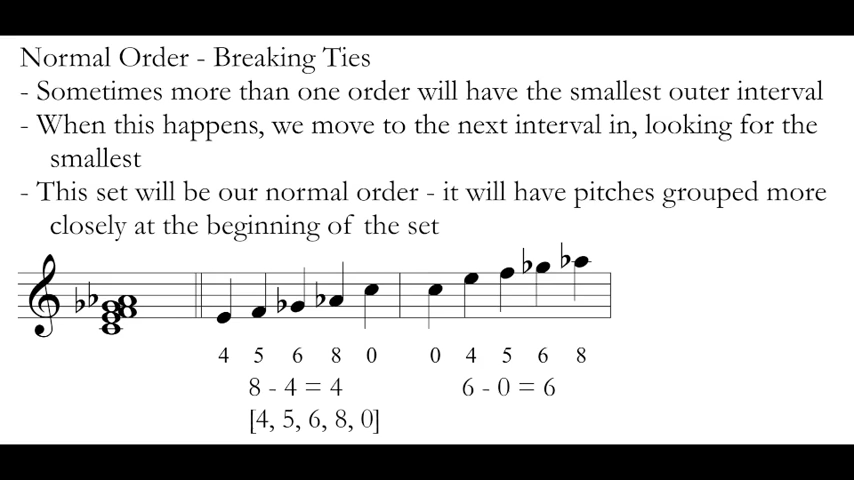 Normal Order - Breaking Ties
- Sometimes more than one order will have the smallest outer interval
- When this happens, we move to the next interval in, looking for the
smallest
- This set will be our normal order - it will have pitches grouped more
closely at the beginning of the set
4 5 6 8 0 0 4 5 6 8
8 - 4 = 4 6 - 0 = 6
[4, 5, 6, 8, 0]